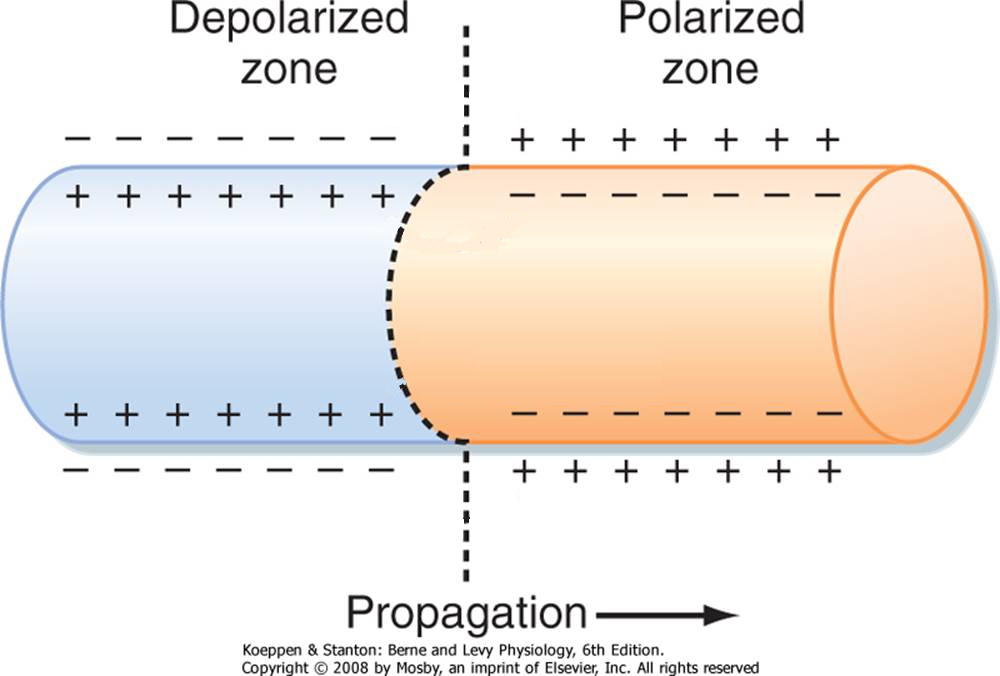 Depolarized
zone
Polarized
zone
− − − − − − −
+ + + + + + +
+ + + + + + +
− − − − − − −
+ + + + + + +
− − − − − − −
− − − − − − −
+ + + + + + +
Propagation
Koeppen & Stanton: Berne and Levy Physiology, 6th Edition.
Copyright © 2008 by Mosby, an imprint of Elsevier, Inc. All rights reserved